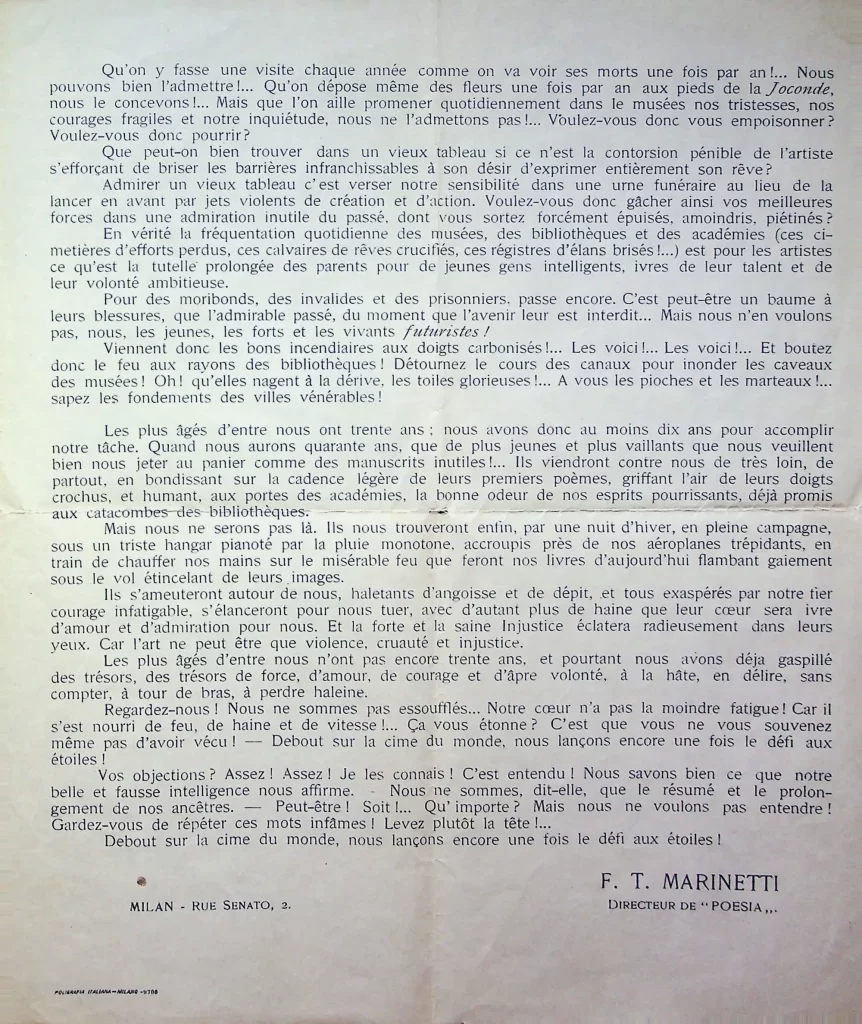 Qu'on y fasse une visite chaque année comme on va voir ses morts une fois par an!... Nous
pouvons bien l'admettre!... Qu'on dépose même des fleurs une fois par an aux pieds de la Joconde,
nous le concevons!... Mais que l'on aille promener quotidiennement dans le musées nos tristesses, nos
courages fragiles et notre inquiétude, nous ne l'admettons pas!... Voulez-vous donc vous empoisonner?
Voulez-vous donc pourrir?
Que peut-on bien trouver dans un vieux tableau si ce n'est la contorsion pénible de l'artiste
s'efforçant de briser les barrières infranchissables à son désir d'exprimer entièrement son rêve?
Admirer un vieux tableau c'est verser notre sensibilité dans une urne funéraire au lieu de la
lancer en avant par jets violents de création et d'action. Voulez-vous donc gâcher ainsi vos meilleures
forces dans une admiration inutile du passé, dont vous sortez forcément épuisés, amoindris, piétinés?
En vérité la fréquentation quotidienne des musées, des bibliothèques et des académies (ces ci-
metières d'efforts perdus, ces calvaires de rêves crucifiés, ces régistres d'élans brisés!...) est pour les artistes
ce qu'est la tutelle prolongée des parents pour de jeunes gens intelligents, ivres de leur talent et de
leur volonté ambitieuse.
Pour des moribonds, des invalides et des prisonniers, passe encore. C'est peut-être un baume à
leurs blessures, que l'admirable passé, du moment que l'avenir leur est interdit... Mais nous n'en voulons
pas, nous, les jeunes, les forts et les vivants futuristes!
Viennent donc les bons incendiaires aux doigts carbonisés!... Les voici!... Les voici!... Et boutez
donc le feu aux rayons des bibliothèques! Détournez le cours des canaux pour inonder les caveaux
des musées! Oh! qu'elles nagent à la dérive, les toiles glorieuses!... A vous les pioches et les marteaux!...
sapez les fondements des villes vénérables!
Les plus âgés d'entre nous ont trente ans; nous avons donc au moins dix ans pour accomplir
notre tâche. Quand nous aurons quarante ans, que de plus jeunes et plus vaillants que nous veuillent
bien nous jeter au panier comme des manuscrits inutiles!... Ils viendront contre nous de très loin, de
partout, en bondissant sur la cadence légère de leurs premiers poèmes, griffant l'air de leurs doigts
crochus, et humant, aux portes des académies, la bonne odeur de nos esprits pourrissants, déjà promis
aux catacombes des bibliothèques.
Mais nous ne serons pas là. Ils nous trouveront enfin, par une nuit d'hiver, en pleine campagne,
sous un triste hangar pianoté par la pluie monotone, accroupis près de nos aéroplanes trépidants, en
train de chauffer nos mains sur le misérable feu que feront nos livres d'aujourd'hui flambant gaiement
sous le vol étincelant de leurs images.
Ils s'ameuteront autour de nous, haletants d'angoisse et de dépit, et tous exaspérés par notre fier
courage infatigable, s'élanceront pour nous tuer, avec d'autant plus de haine que leur cœur sera ivre
d'amour et d'admiration pour nous. Et la forte et la saine Injustice éclatera radieusement dans leurs
yeux. Car l'art ne peut être que violence, cruauté et injustice.
Les plus âgés d'entre nous n'ont pas encore trente ans, et pourtant nous avons déja gaspillé
des trésors, des trésors de force, d'amour, de courage et d'âpre volonté, à la hâte, en délire, sans
compter, à tour de bras, à perdre haleine.
Regardez-nous! Nous ne sommes pas essoufflés... Notre cœur n'a pas la moindre fatigue! Car il
s'est nourri de feu, de haine et de vitesse!... Ça vous étonne? C'est que vous ne vous souvenez
même pas d'avoir vécu! — Debout sur la cime du monde, nous lançons encore une fois le défi aux
étoiles!
Vos objections? Assez! Assez! Je les connais! C'est entendu! Nous savons bien ce que notre
belle et fausse intelligence nous affirme. - Nous ne sommes, dit-elle, que le résumé et le prolon-
gement de nos ancêtres. — Peut-être! Soit!... Qu'importe? Mais nous ne voulons pas entendre!
Gardez-vous de répéter ces mots infâmes! Levez plutôt la tête!...
Debout sur la cime du monde, nous lançons encore une fois le défi aux étoiles!
F. T. MARINETTI
MILAN - RUE SENATO, 2.
DIRECTEUR DE "POESIA„.
POLIGRAFIA ITALIANA - MILANO